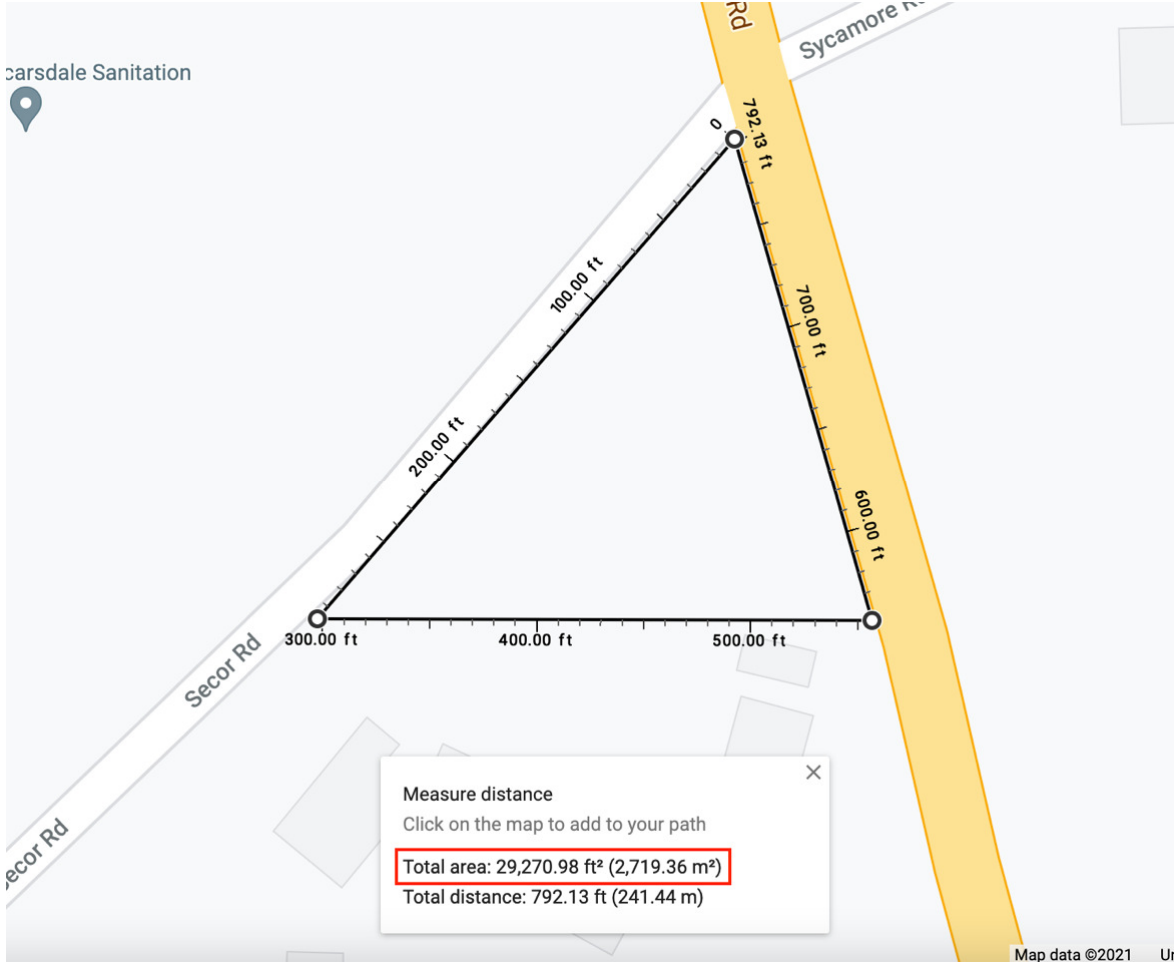 Rd
Sycamore
carsdale Sanitation
0
792.13 ft
100.00 ft
700.00 ft
200.00 ft
600.00 ft
300.00 ft
400.00 ft
500.00 ft
Secor Rd
Measure distance
Click on the map to add to your path
Total area: 29,270.98 ft² (2,719.36 m²)
Total distance: 792.13 ft (241.44 m)
ecor Rd
Map data ©2021